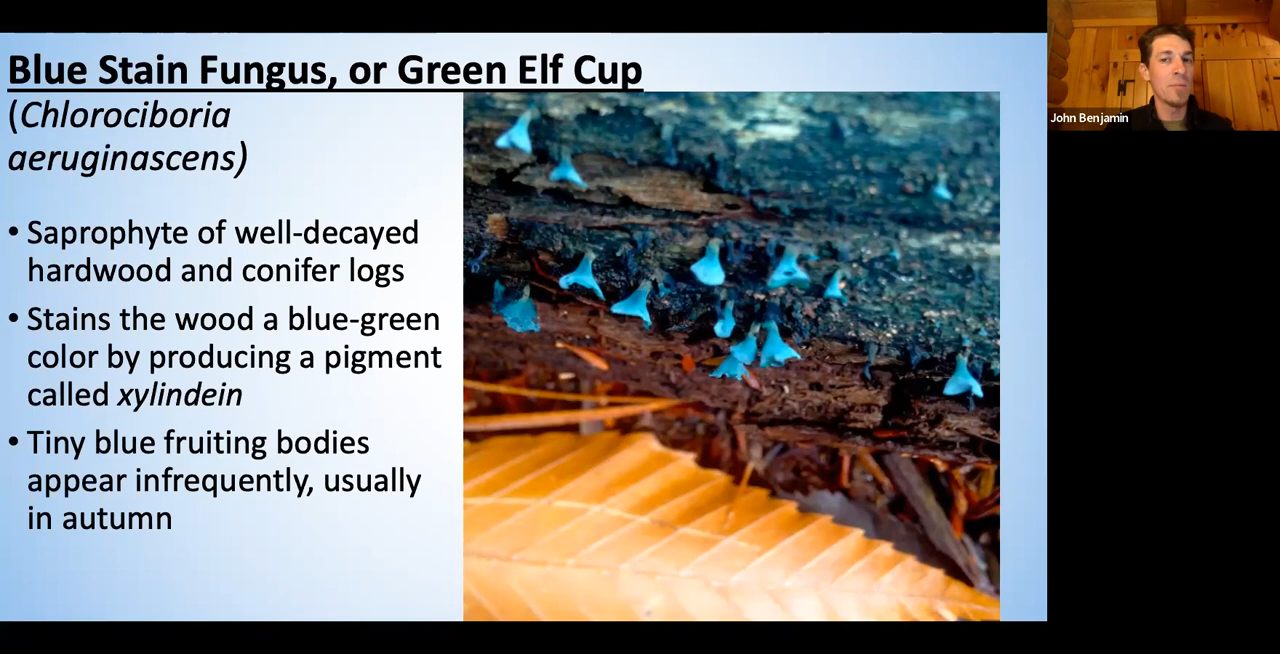 Blue Stain Fungus, or Green Elf Cup
(Chlorociboria
aeruginascens)
• Saprophyte of well-decayed
hardwood and conifer logs
• Stains the wood a blue-green
color by producing a pigment
called xylindein
• Tiny blue fruiting bodies
appear infrequently, usually
in autumn
John Benjamin